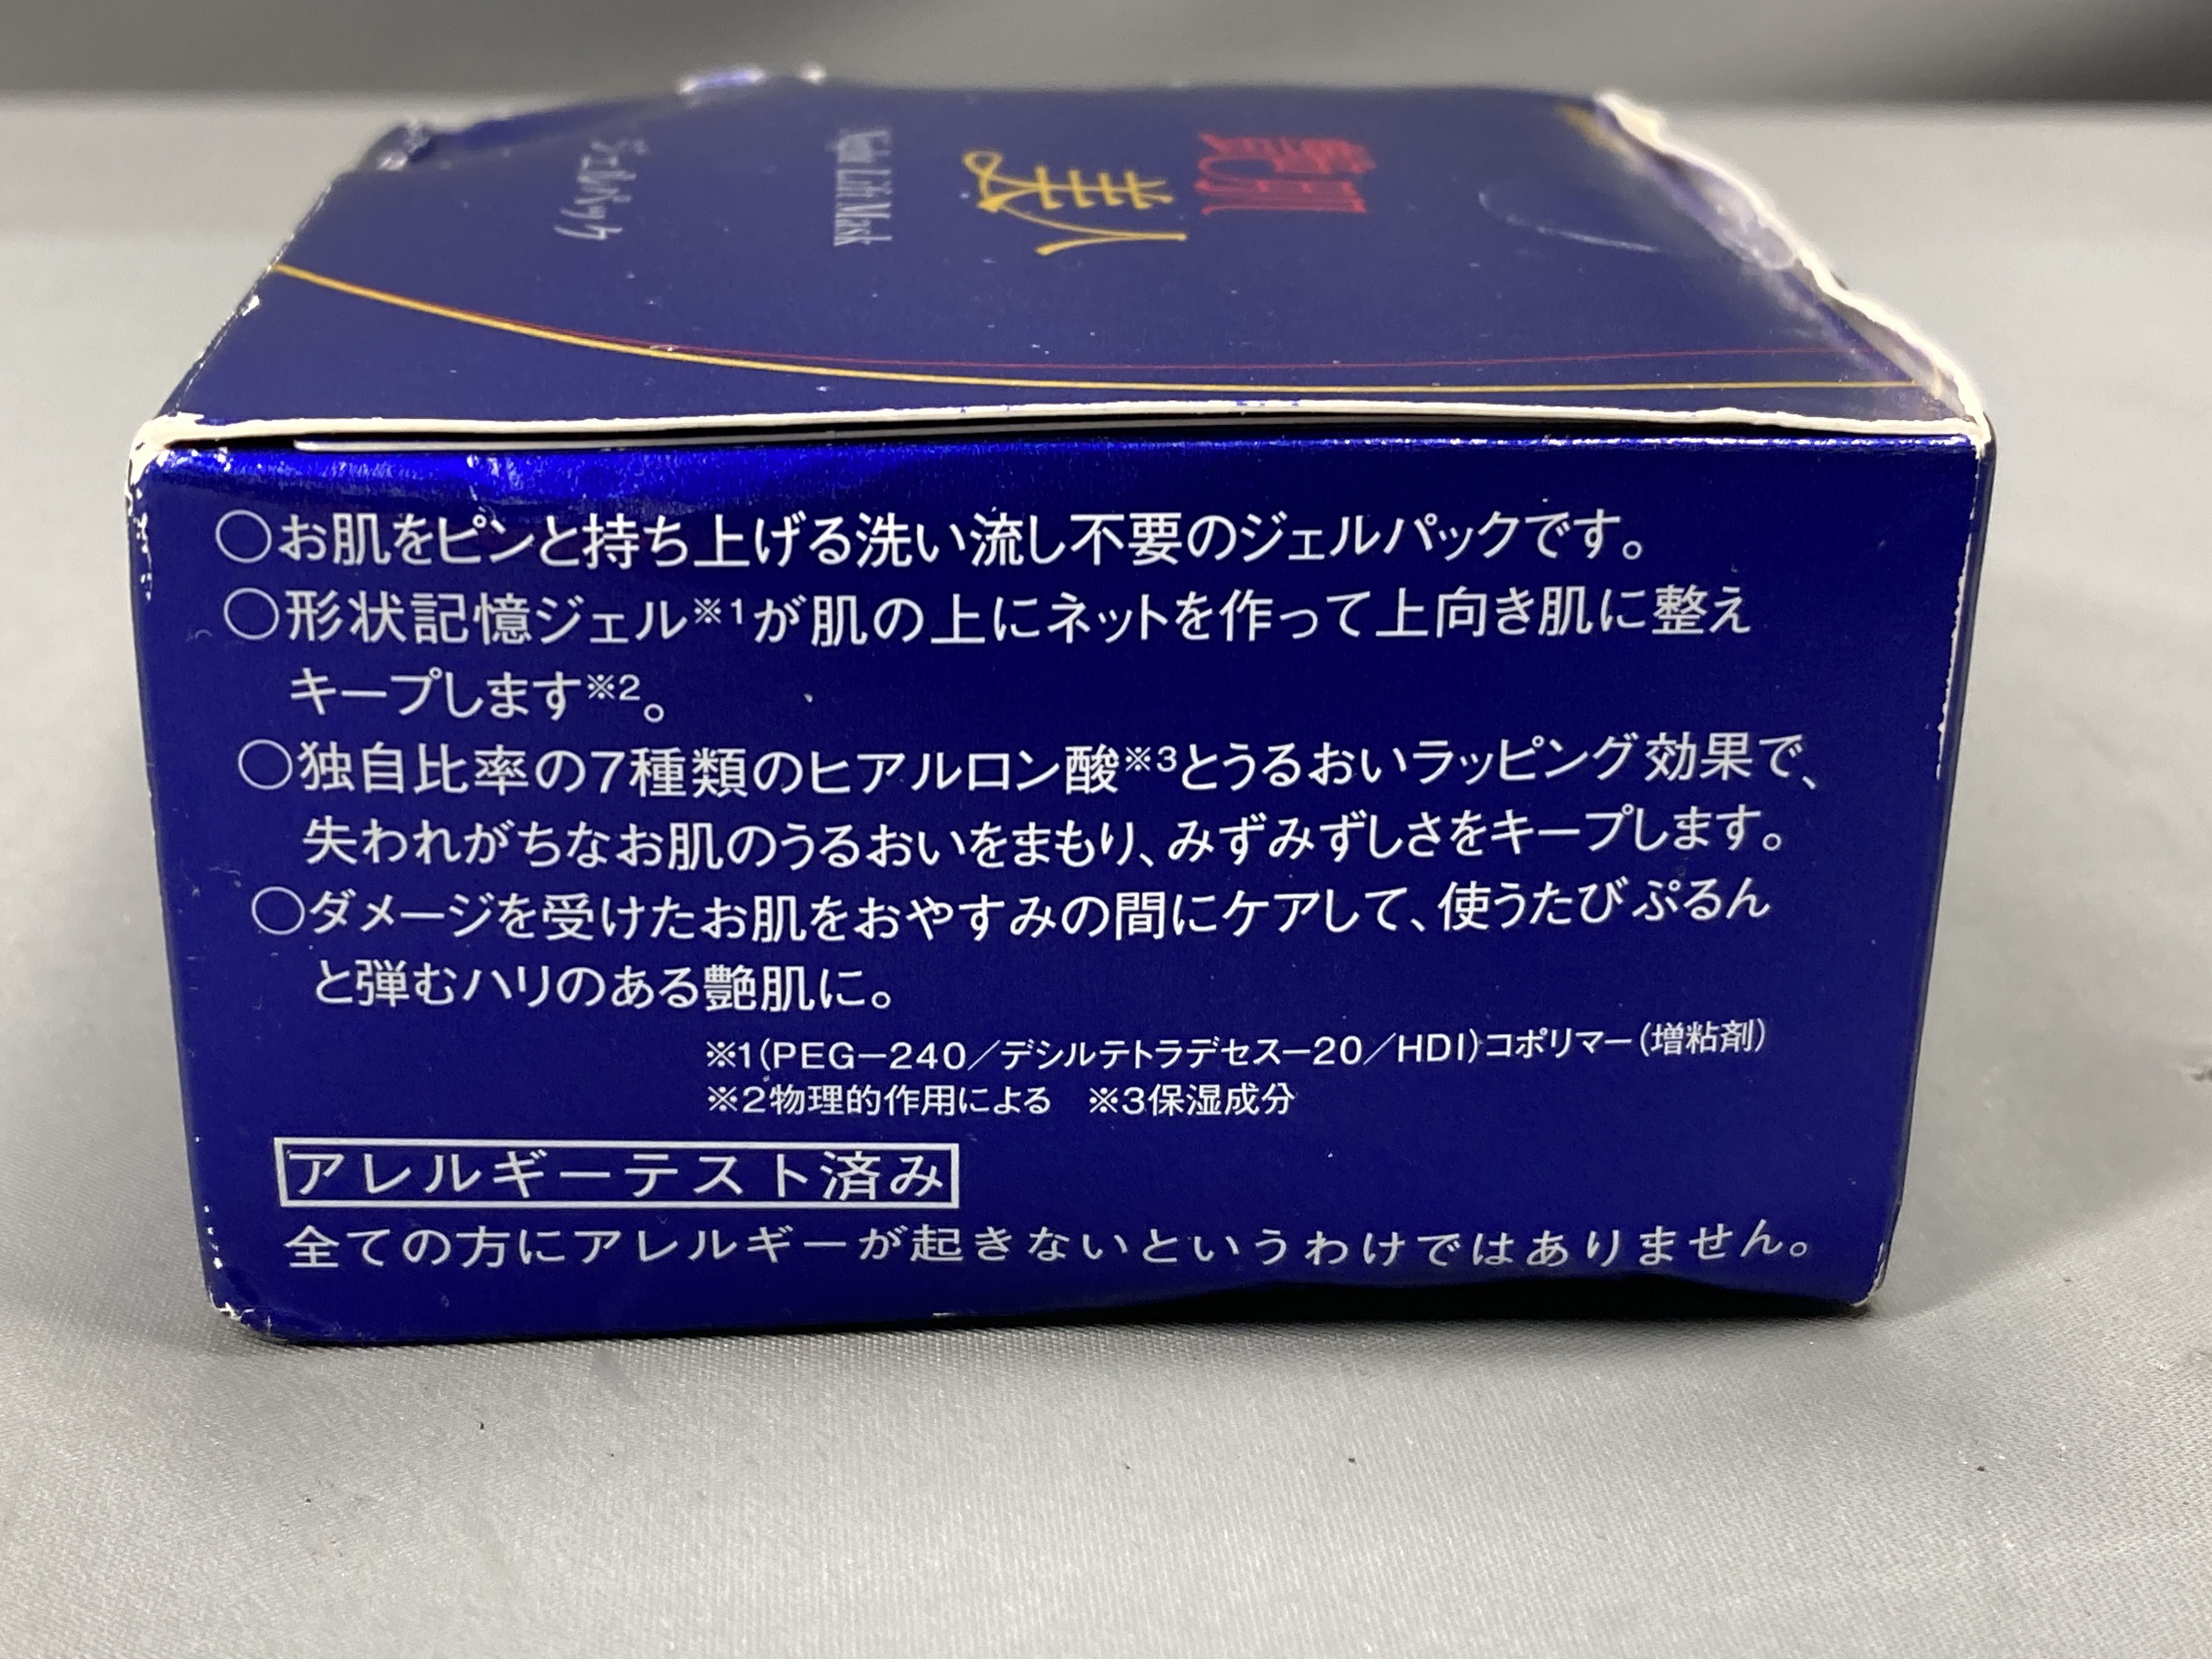 艶肌
美人
Night Lift Mask
ジェルパック
○お肌をピンと持ち上げる洗い流し不要のジェルパックです。
○形状記憶ジェル※1が肌の上にネットを作って上向き肌に整え
キープします※2。
○独自比率の7種類のヒアルロン酸※3とうるおいラッピング効果で、
失われがちなお肌のうるおいをまもり、みずみずしさをキープします。
○ダメージを受けたお肌をおやすみの間にケアして、使うたびぷるん
と弾むハリのある艶肌に。
※1(PEG−240／デシルテトラデセス−20／HDI)コポリマー(増粘剤)
※2物理的作用による　※3保湿成分
アレルギーテスト済み
全ての方にアレルギーが起きないというわけではありません。